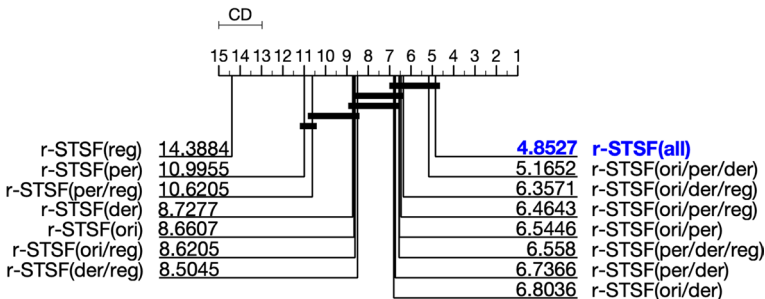 CD
15 14 13 12 11 10 9 8 7 6 5 4 3 2 1
r-STSF(reg) 14.3884
r-STSF(per) 10.9955
r-STSF(per/reg) 10.6205
r-STSF(der) 8.7277
r-STSF(ori) 8.6607
r-STSF(ori/reg) 8.6205
r-STSF(der/reg) 8.5045
4.8527 r-STSF(all)
5.1652 r-STSF(ori/per/der)
6.3571 r-STSF(ori/der/reg)
6.4643 r-STSF(ori/per/reg)
6.5446 r-STSF(ori/per)
6.558 r-STSF(per/der/reg)
6.7366 r-STSF(per/der)
6.8036 r-STSF(ori/der)